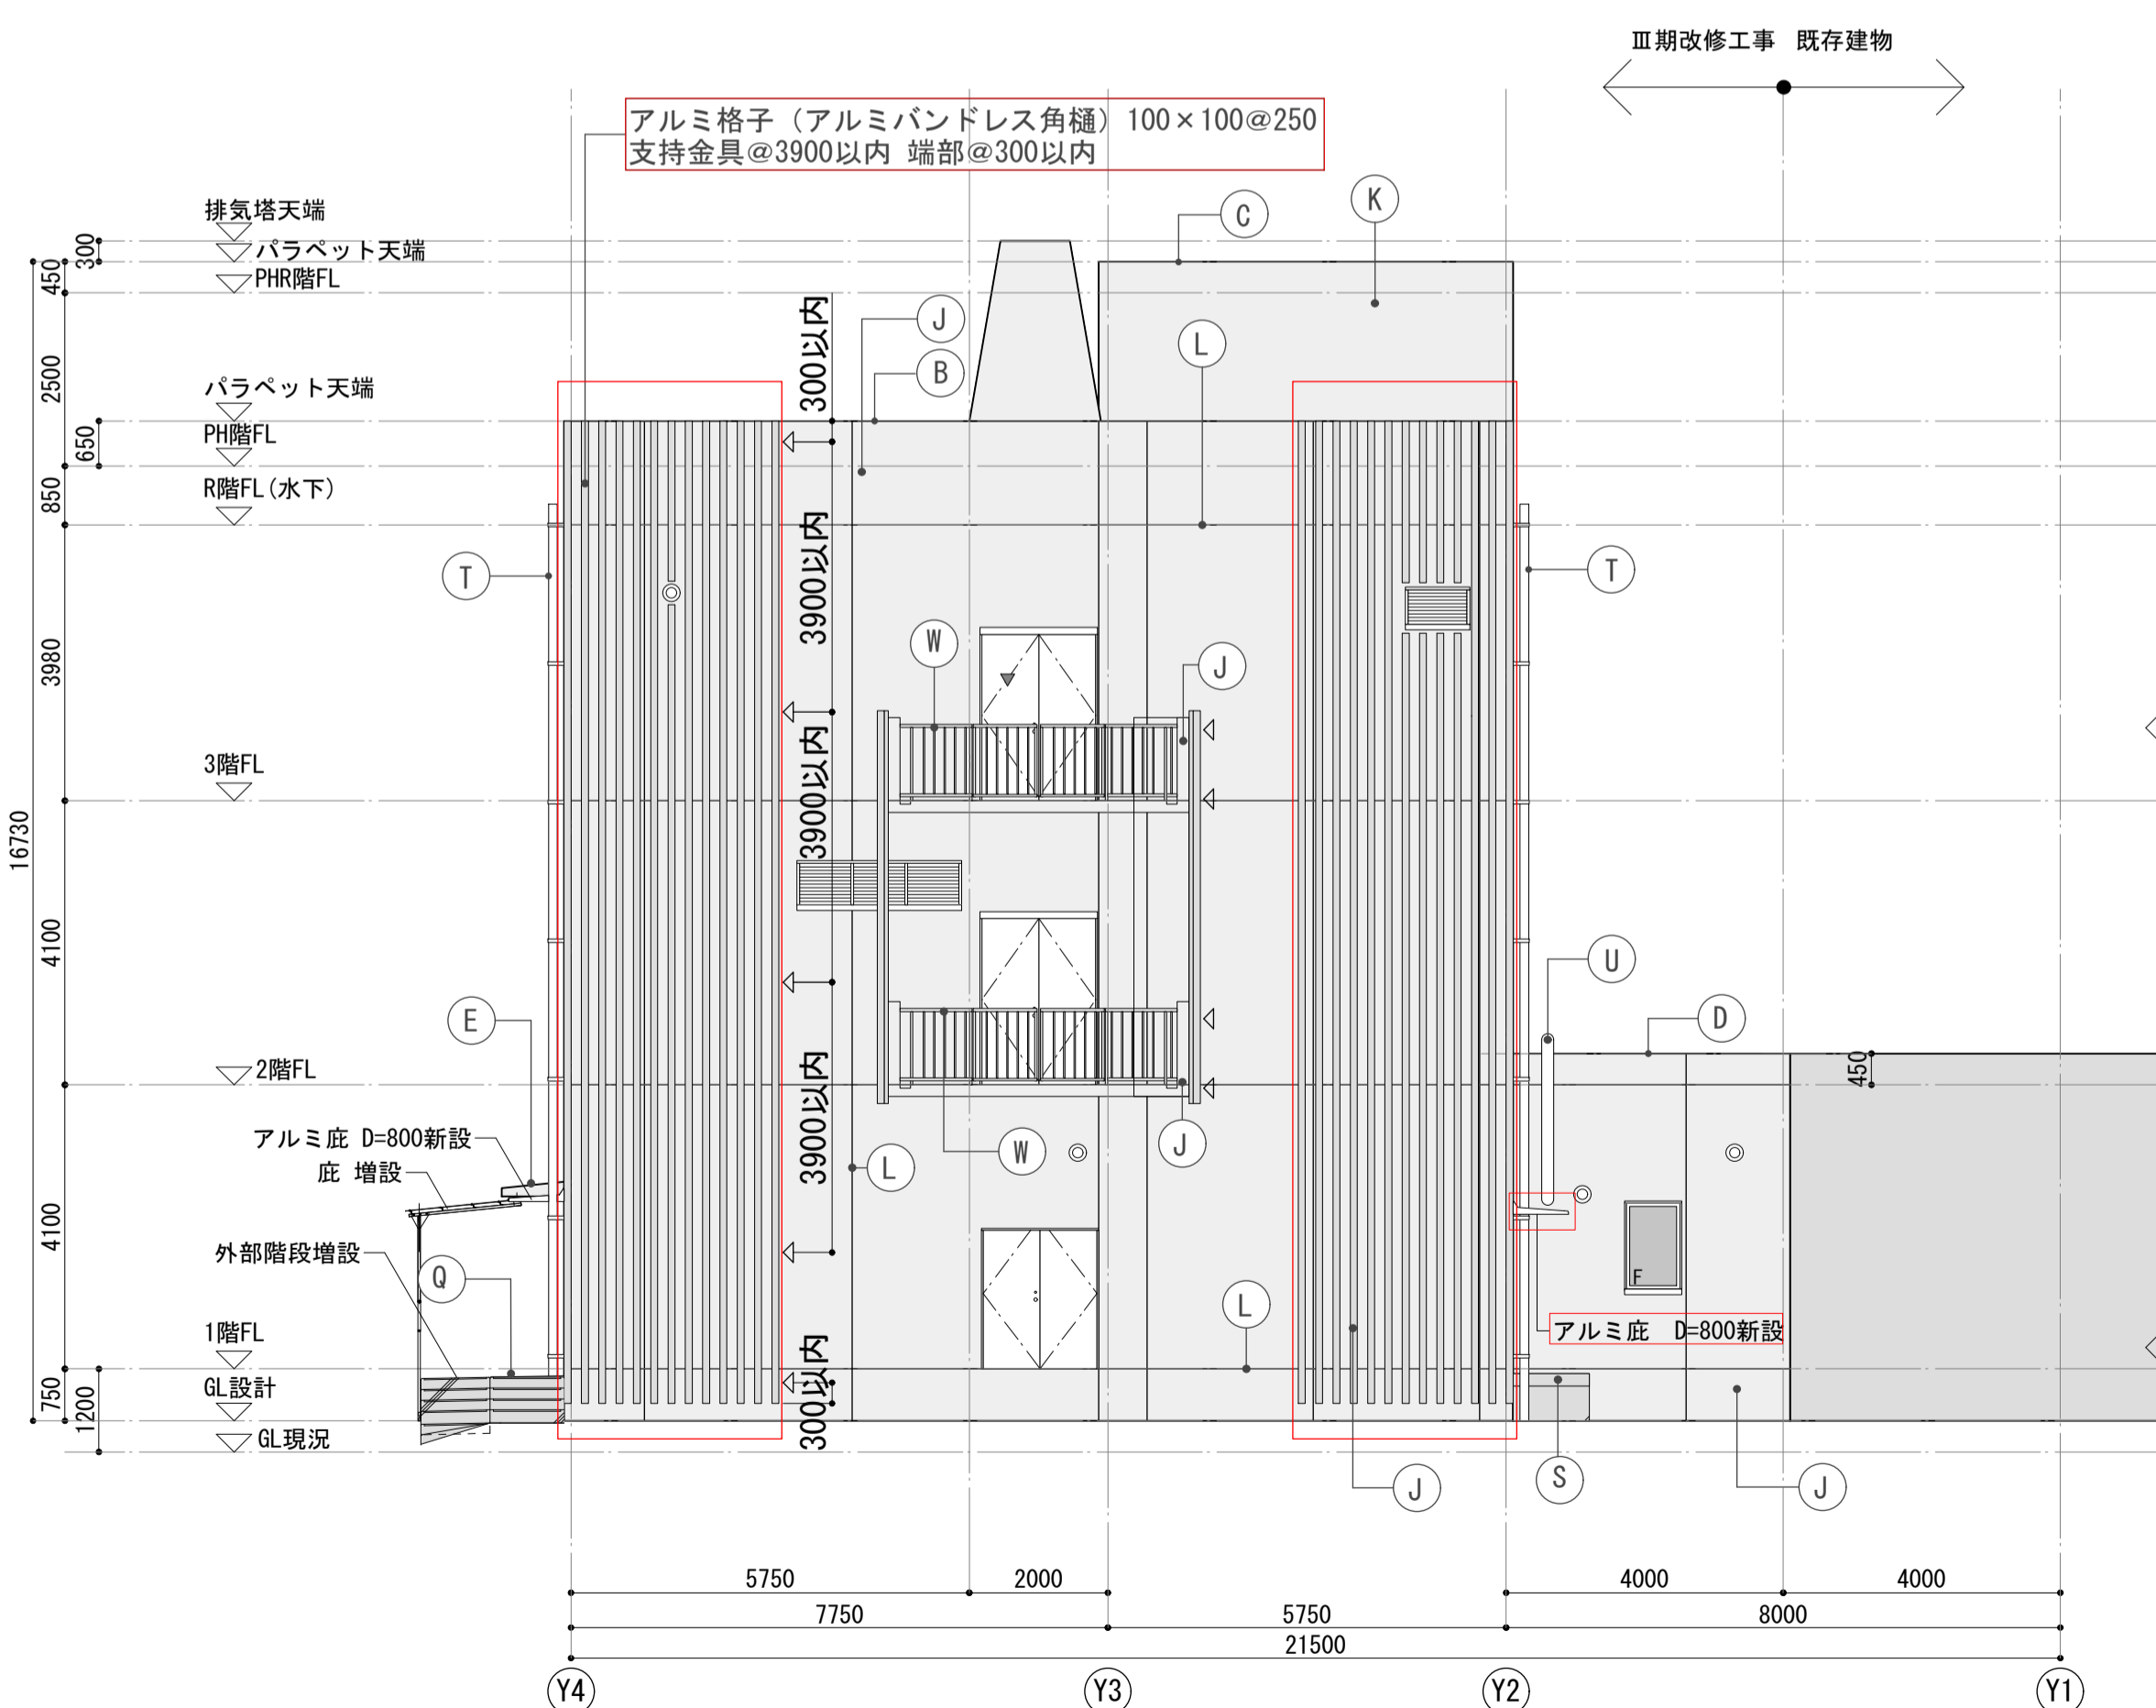 Ⅲ期改修工事 既存建物
アルミ格子（アルミバンドレス角樋）100×100@250
支持金具@3900以内 端部@300以内
排気塔天端
パラペット天端
PHR階FL
パラペット天端
PH階FL
R階FL(水下)
3階FL
2階FL
アルミ庇 D=800新設
庇 増設
外部階段増設
1階FL
GL設計
GL現況
300
450
2500
650
850
3980
16730
4100
4100
750
1200
300以内
3900以内
3900以内
3900以内
300以内
C
K
J
L
B
T
T
W
J
U
E
D
450
W
J
L
Q
L
F
アルミ庇 D=800新設
J
S
J
5750
2000
4000
4000
7750
5750
8000
21500
Y4
Y3
Y2
Y1